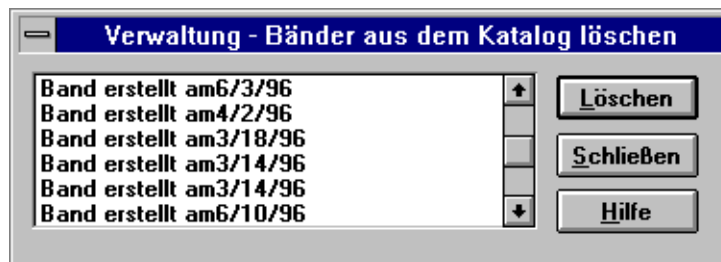 Verwaltung - Bänder aus dem Katalog löschen
Band erstellt am6/3/96
Band erstellt am4/2/96
Band erstellt am3/18/96
Band erstellt am3/14/96
Band erstellt am3/14/96
Band erstellt am6/10/96
Löschen
Schließen
Hilfe